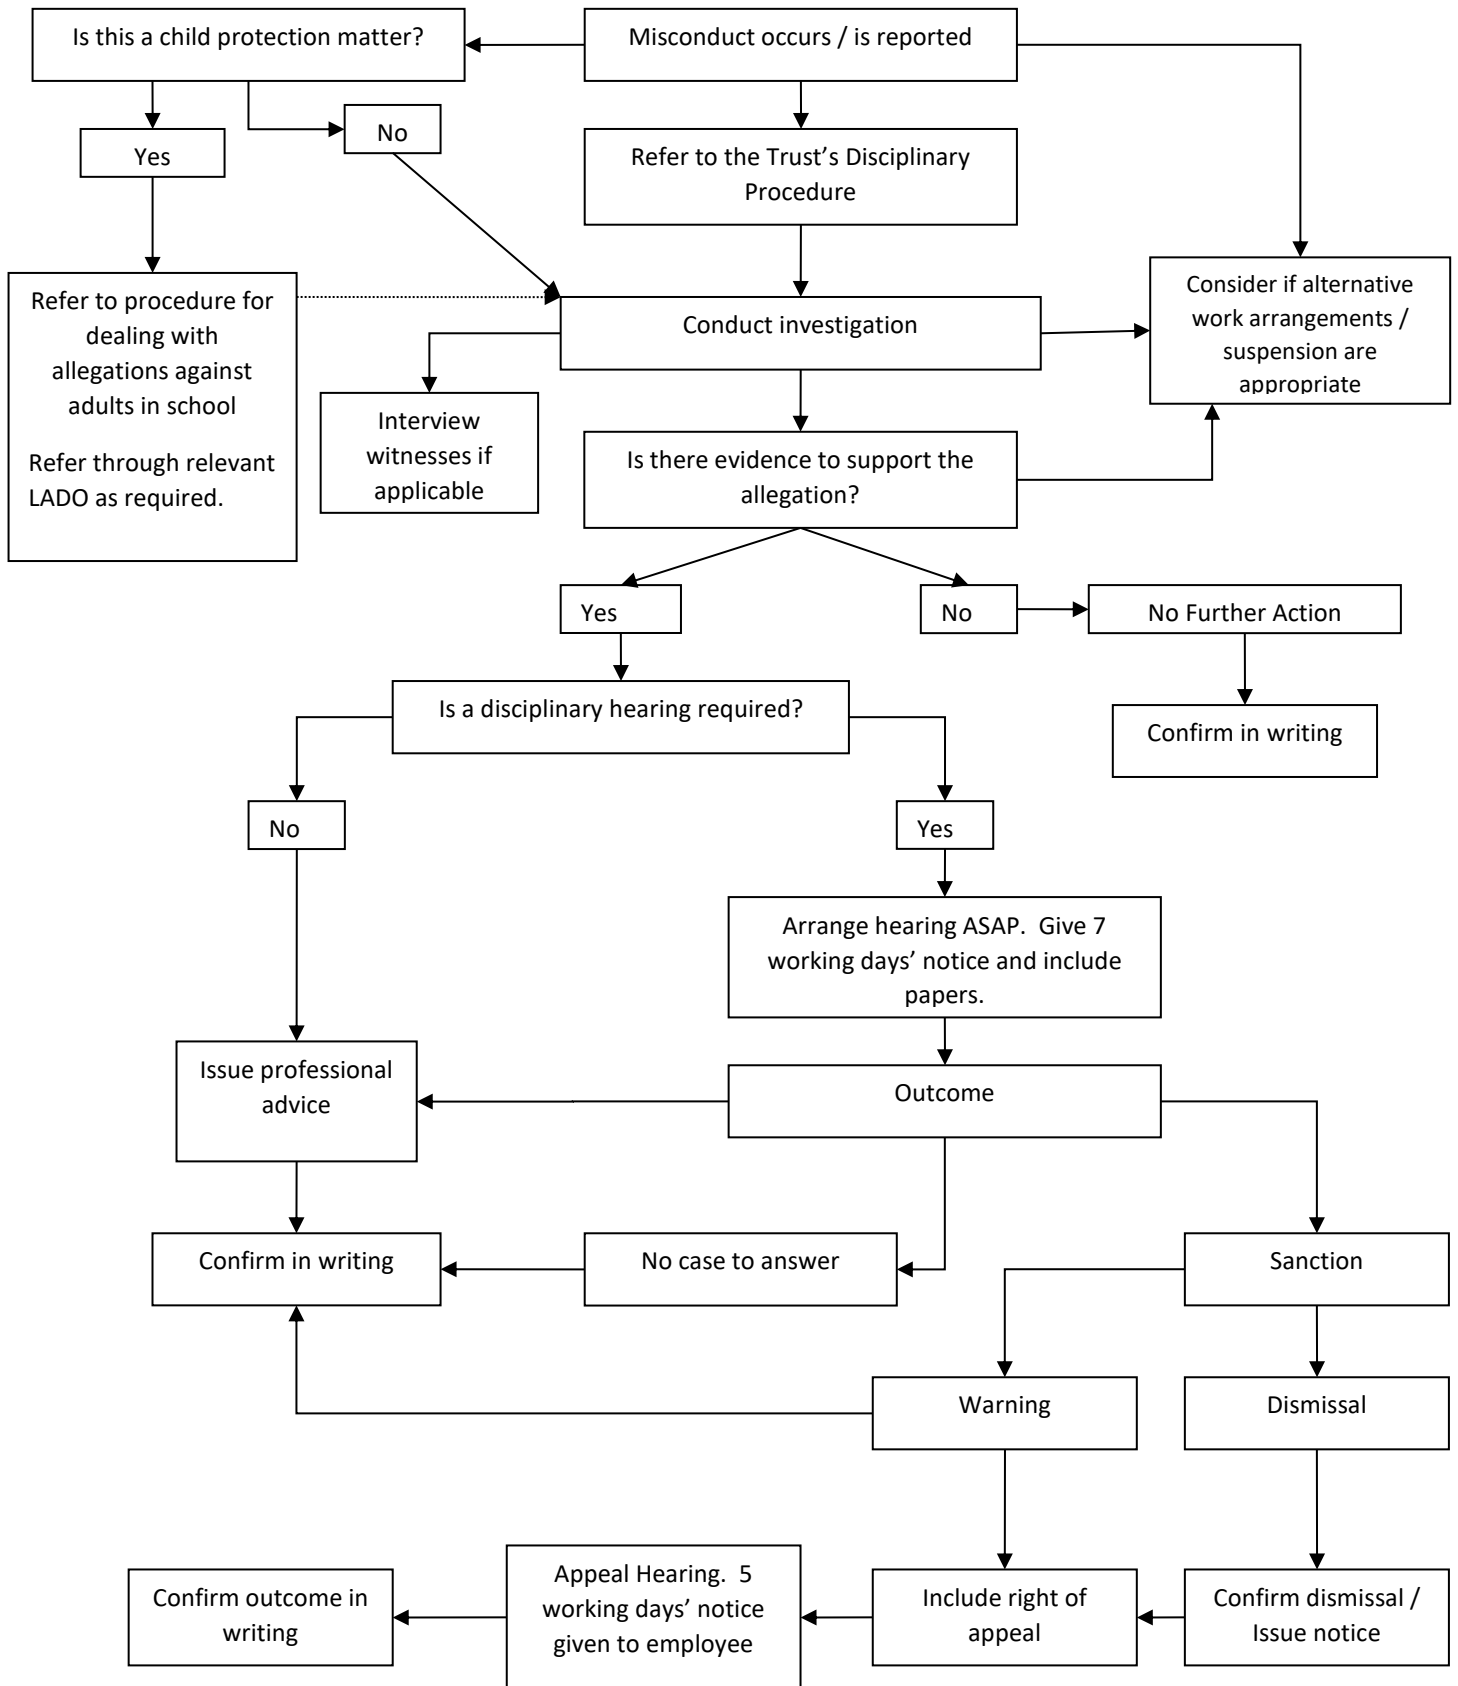 Is this a child protection matter?
Misconduct occurs / is reported
No
Yes
Refer to the Trust’s Disciplinary
Procedure
Refer to procedure for
dealing with
allegations against
adults in school
Refer through relevant
LADO as required.
Conduct investigation
Consider if alternative
work arrangements /
suspension are
appropriate
Interview
witnesses if
applicable
Is there evidence to support the
allegation?
Yes
No
No Further Action
Confirm in writing
Is a disciplinary hearing required?
No
Yes
Arrange hearing ASAP.  Give 7
working days’ notice and include
papers.
Issue professional
advice
Outcome
Confirm in writing
No case to answer
Sanction
Warning
Dismissal
Confirm outcome in
writing
Appeal Hearing.  5
working days’ notice
given to employee
Include right of
appeal
Confirm dismissal /
Issue notice